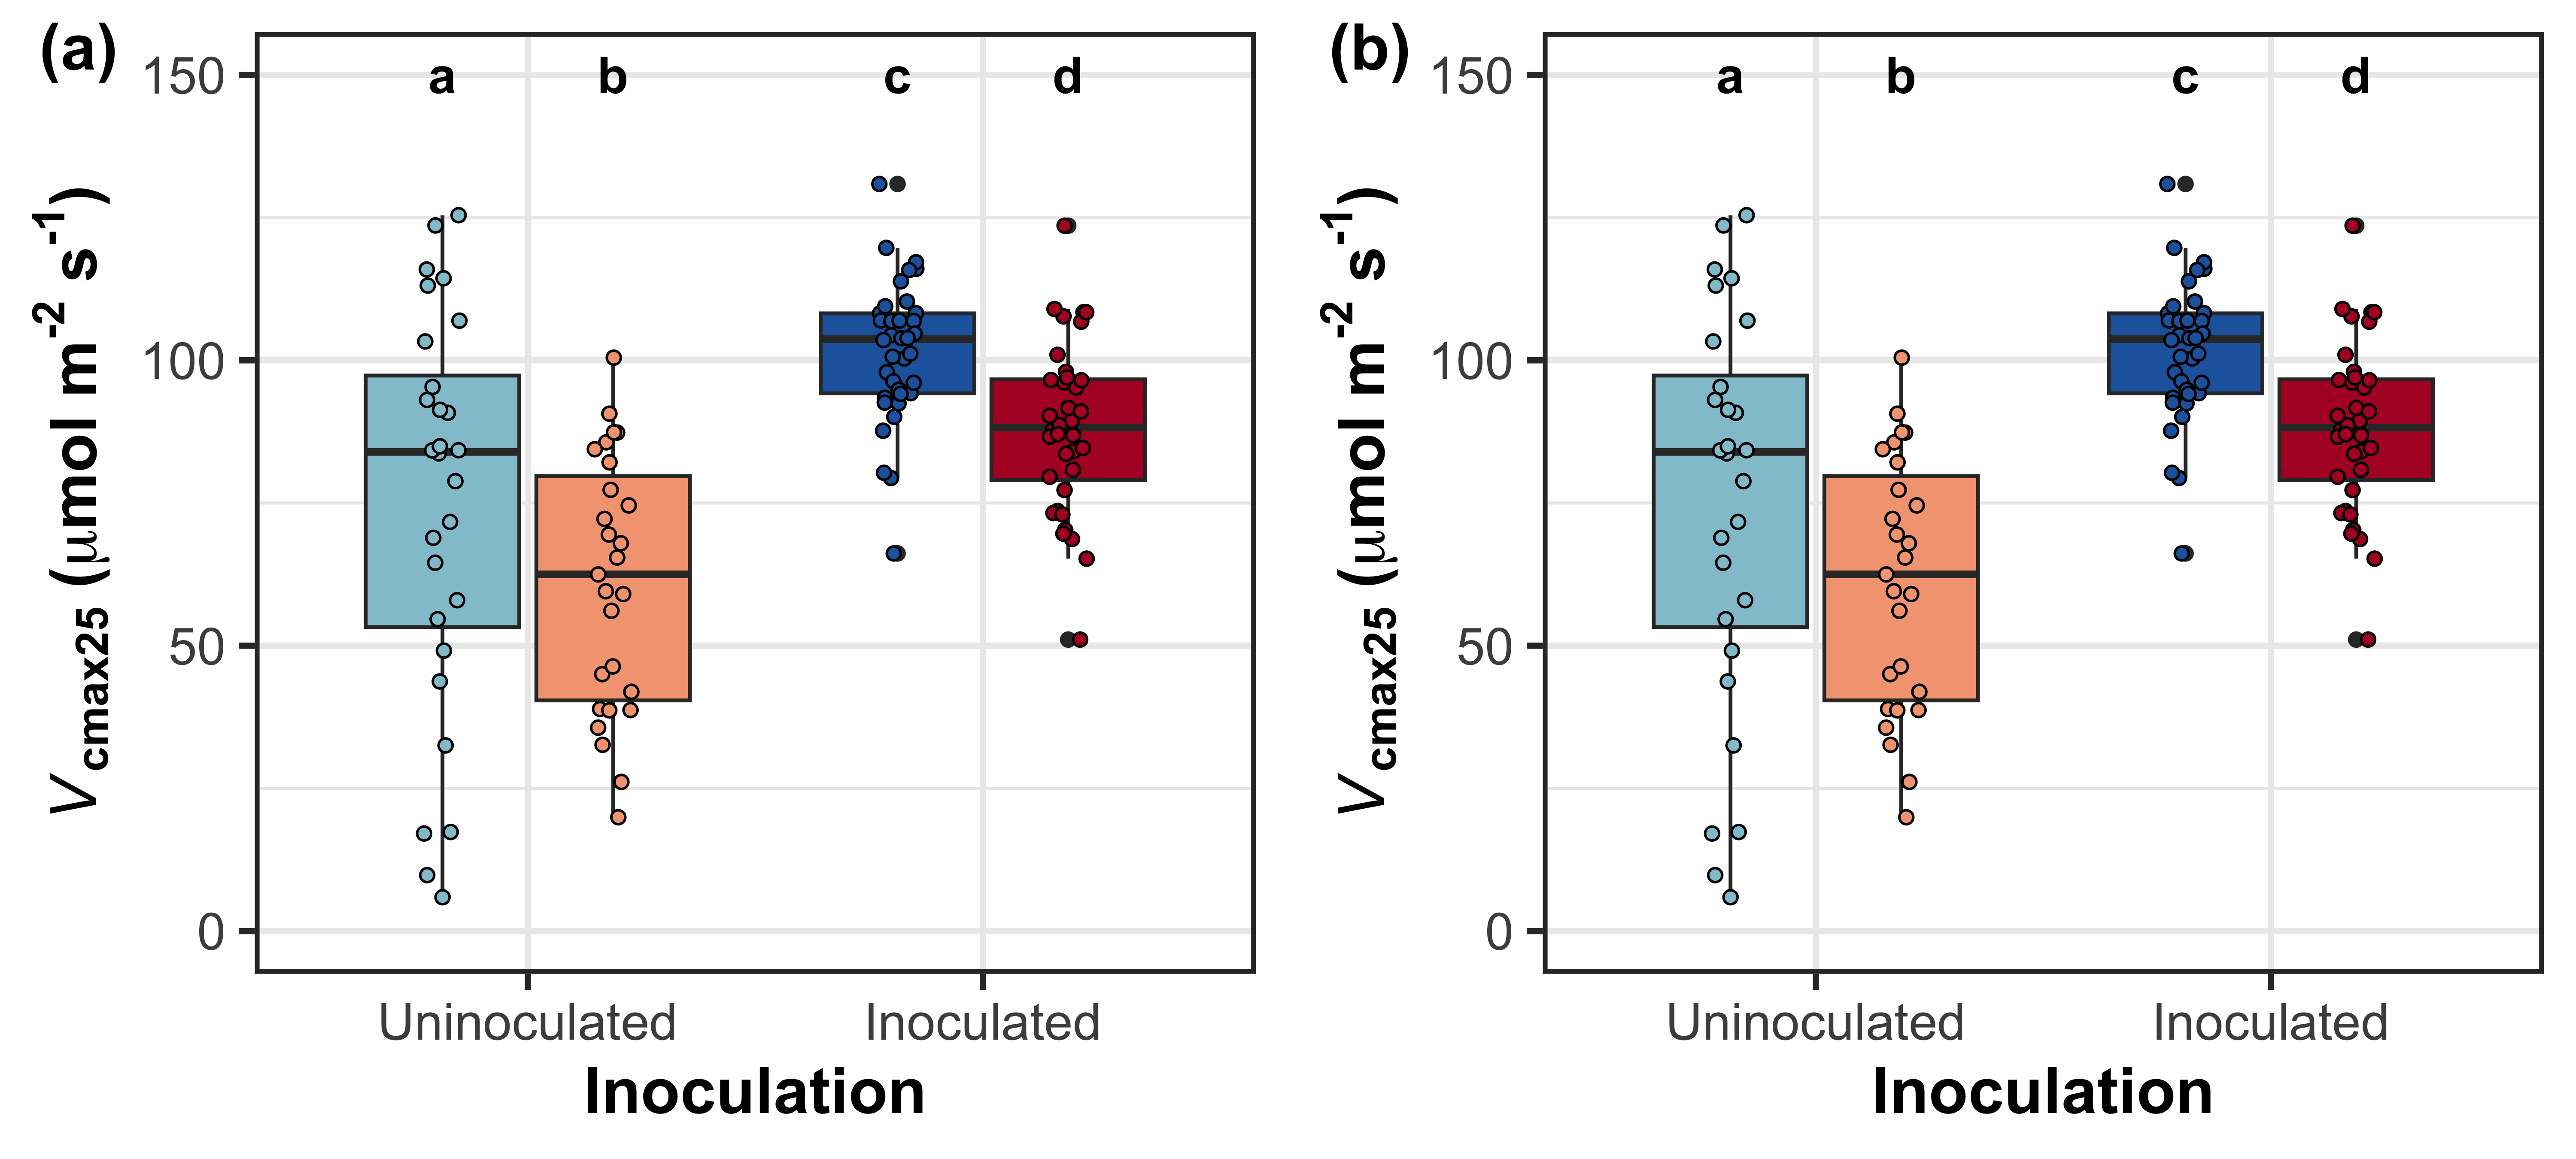 (a)
150
100
50
0
a b c d
Vcmax25 (μmol m-2 s-1)
Uninoculated Inoculated
Inoculation
(b)
150
100
50
0
a b c d
Vcmax25 (μmol m-2 s-1)
Uninoculated Inoculated
Inoculation